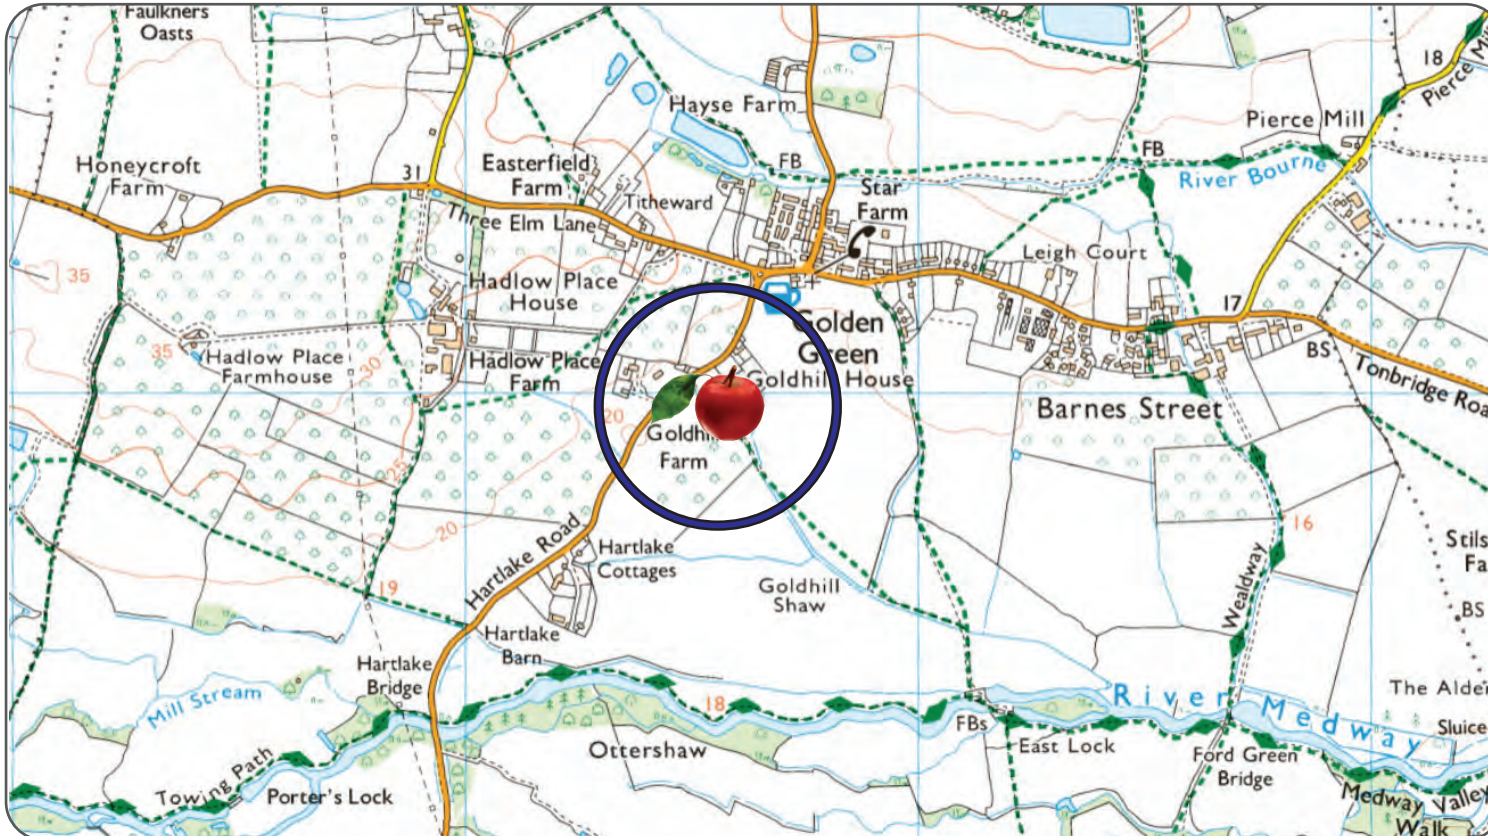 Faulkners
Oasts
18
Pierce Mill
Hayse Farm
Pierce Mill
Honeycroft
Farm
31
Easterfield
Farm
FB
FB
River Bourne
Titheward
Star
Farm
Three Elm Lane
Leigh Court
35
Hadlow Place
House
17
Golden
Green
35
Hadlow Place
Farmhouse
30
Hadlow Place
Farm
Goldhill House
BS
Tonbridge Roa
20
Barnes Street
Goldhill
Farm
25
20
16
Hartlake Road
Hartlake
Cottages
Stils
Fa
19
Goldhill
Shaw
Wealdway
BS
Hartlake
Barn
Hartlake
Bridge
Mill Stream
18
River Medway
The Alder
FBs
Sluice
Ottershaw
East Lock
Ford Green
Bridge
Towing Path
Porter's Lock
Medway Valley
Walk